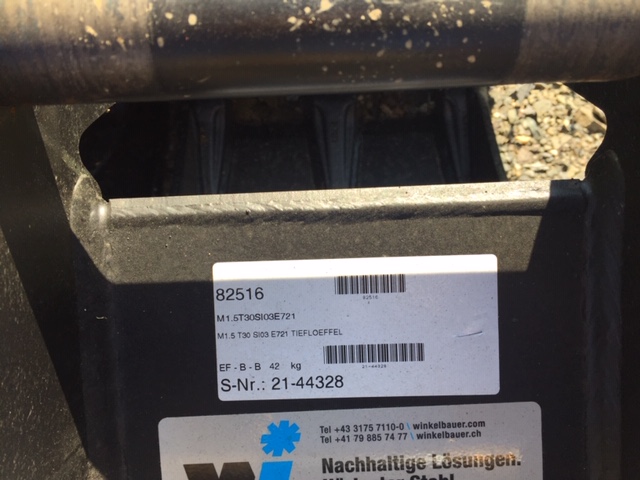 82516
82516
M1.5T30SI03E721
M1.5 T30 SI03 E721 TIEFLOEFFEL
EF - B - B 42 kg
21-44328
S-Nr.: 21-44328
Tel +43 3175 7110-0 \ winkelbauer.com
Tel +41 79 885 74 77 \ winkelbauer.ch
Nachhaltige Lösungen.